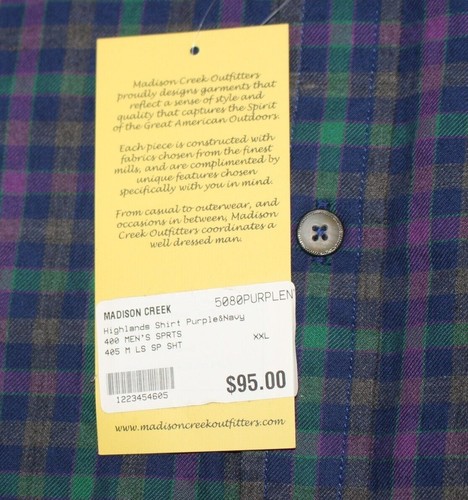 Madison Creek Outfitters
proudly designs garments that
reflect a sense of style and
quality that captures the Spirit
of the Great American Outdoors.
Each piece is constructed with
fabrics chosen from the finest
mills, and are complimented by
unique features chosen
specifically with you in mind.
From casual to outerwear, and
occasions in between, Madison
Creek Outfitters coordinates a
well dressed man.
MADISON CREEK 5080PURPLEN
Highlands Shirt Purple&Navy
400 MEN'S SPRTS XXL
405 M LS SP SHT
$95.00
1223454605
www.madisoncreekoutfitters.com